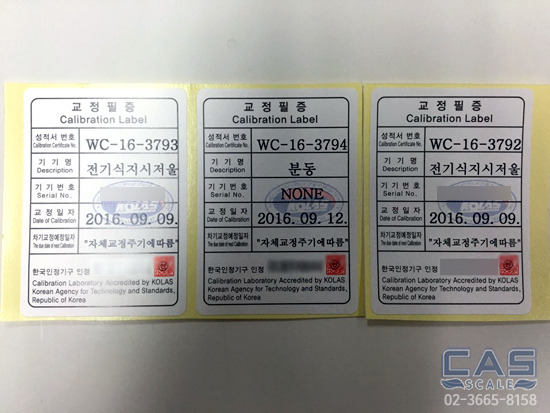 교정필증
Calibration Label
성적서 번호
Calibration Certificate No.
WC-16-3793
기기명
Description
전기식지시저울
기기번호
Serial No.
KOLAS
교정일자
Date of Calibration
2016. 09. 09.
차기교정예정일자
The due date of next Calibration
"자체교정주기에따름"
한국인정기구 인정
Calibration Laboratory Accredited by KOLAS
Korean Agency for Technology and Standards,
Republic of Korea
교정필증
Calibration Label
성적서 번호
Calibration Certificate No.
WC-16-3794
기기명
Description
분동
기기번호
Serial No.
NONE
KOLAS
교정일자
Date of Calibration
2016. 09. 12.
차기교정예정일자
The due date of next Calibration
"자체교정주기에따름"
한국인정기구 인정
Calibration Laboratory Accredited by KOLAS
Korean Agency for Technology and Standards,
Republic of Korea
교정필증
Calibration Label
성적서 번호
Calibration Certificate No.
WC-16-3792
기기명
Description
전기식지시저울
기기번호
Serial No.
KOLAS
교정일자
Date of Calibration
2016. 09. 09.
차기교정예정일자
The due date of next Calibration
"자체교정주기에따름"
한국인정기구 인정
Calibration Laboratory Accredited by KOLAS
Korean Agency for Technology and Standards,
Republic of Korea
CAS
SCALE
02-3665-8158